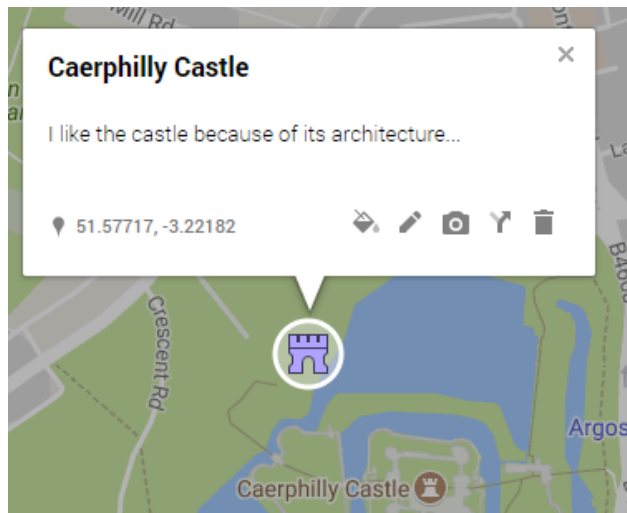 Mill Rd
Caerphilly Castle
I like the castle because of its architecture...
51.57717, -3.22182
Crescent Rd
Argos
Caerphilly Castle